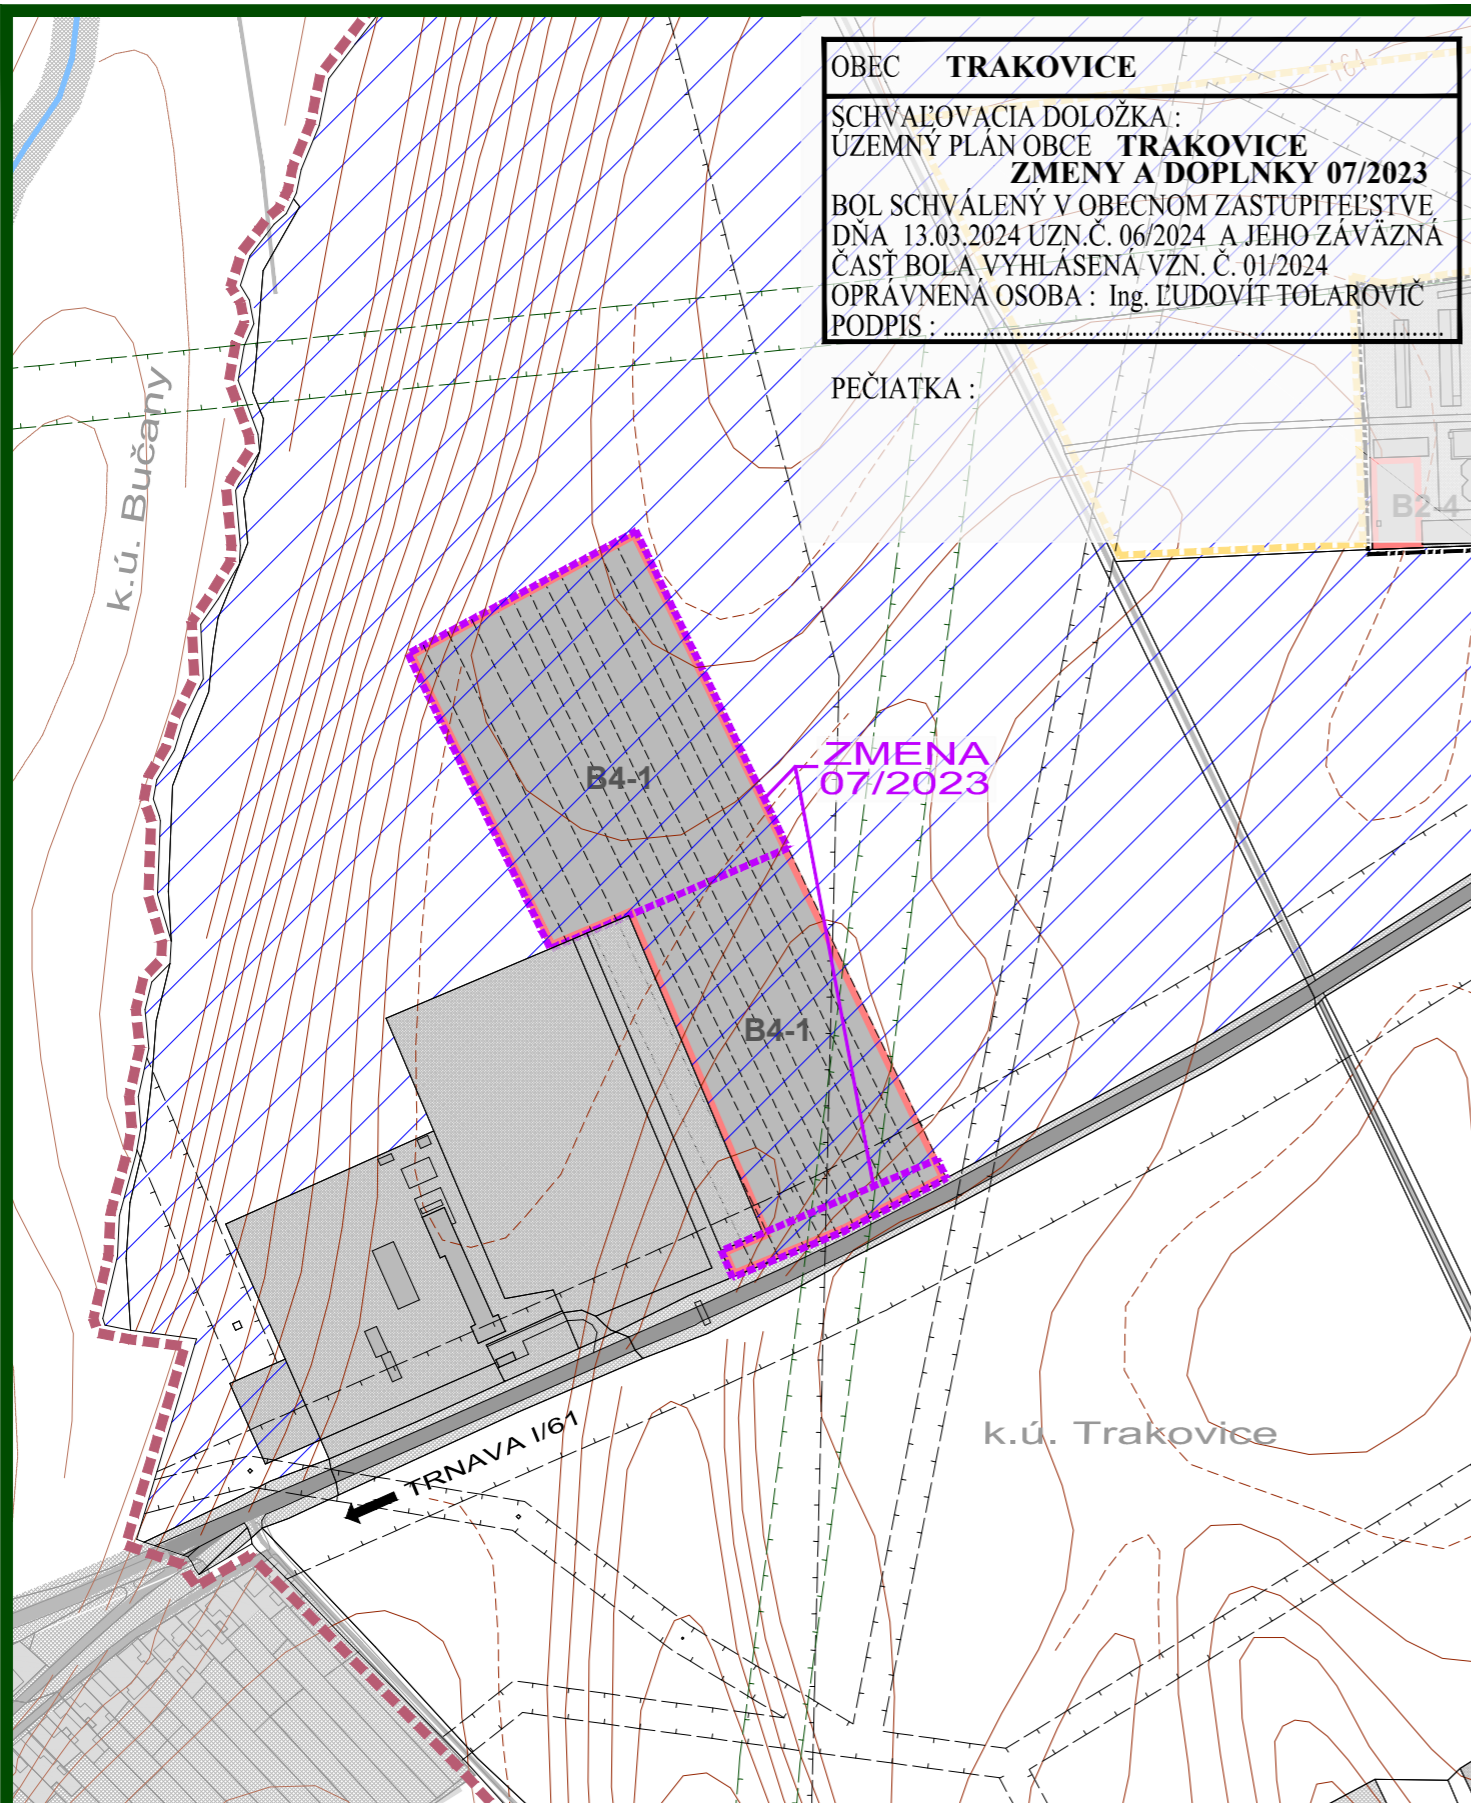 OBEC TRAKOVICE
SCHVAĽOVACIA DOLOŽKA :
ÚZEMNÝ PLÁN OBCE TRAKOVICE
ZMENY A DOPLNKY 07/2023
BOL SCHVÁLENÝ V OBECNOM ZASTUPITEĽSTVE
DŇA 13.03.2024 UZN.Č. 06/2024 A JEHO ZÁVÄZNÁ
ČASŤ BOLA VYHLÁSENÁ VZN. Č. 01/2024
OPRÁVNENÁ OSOBA : Ing. ĽUDOVÍT TOLAROVIČ
PODPIS : ........................................................................
PEČIATKA :
164
k.ú. Bučany
B2-4
ZMENA
07/2023
B4-1
B4-1
TRNAVA I/61
k.ú. Trakovice